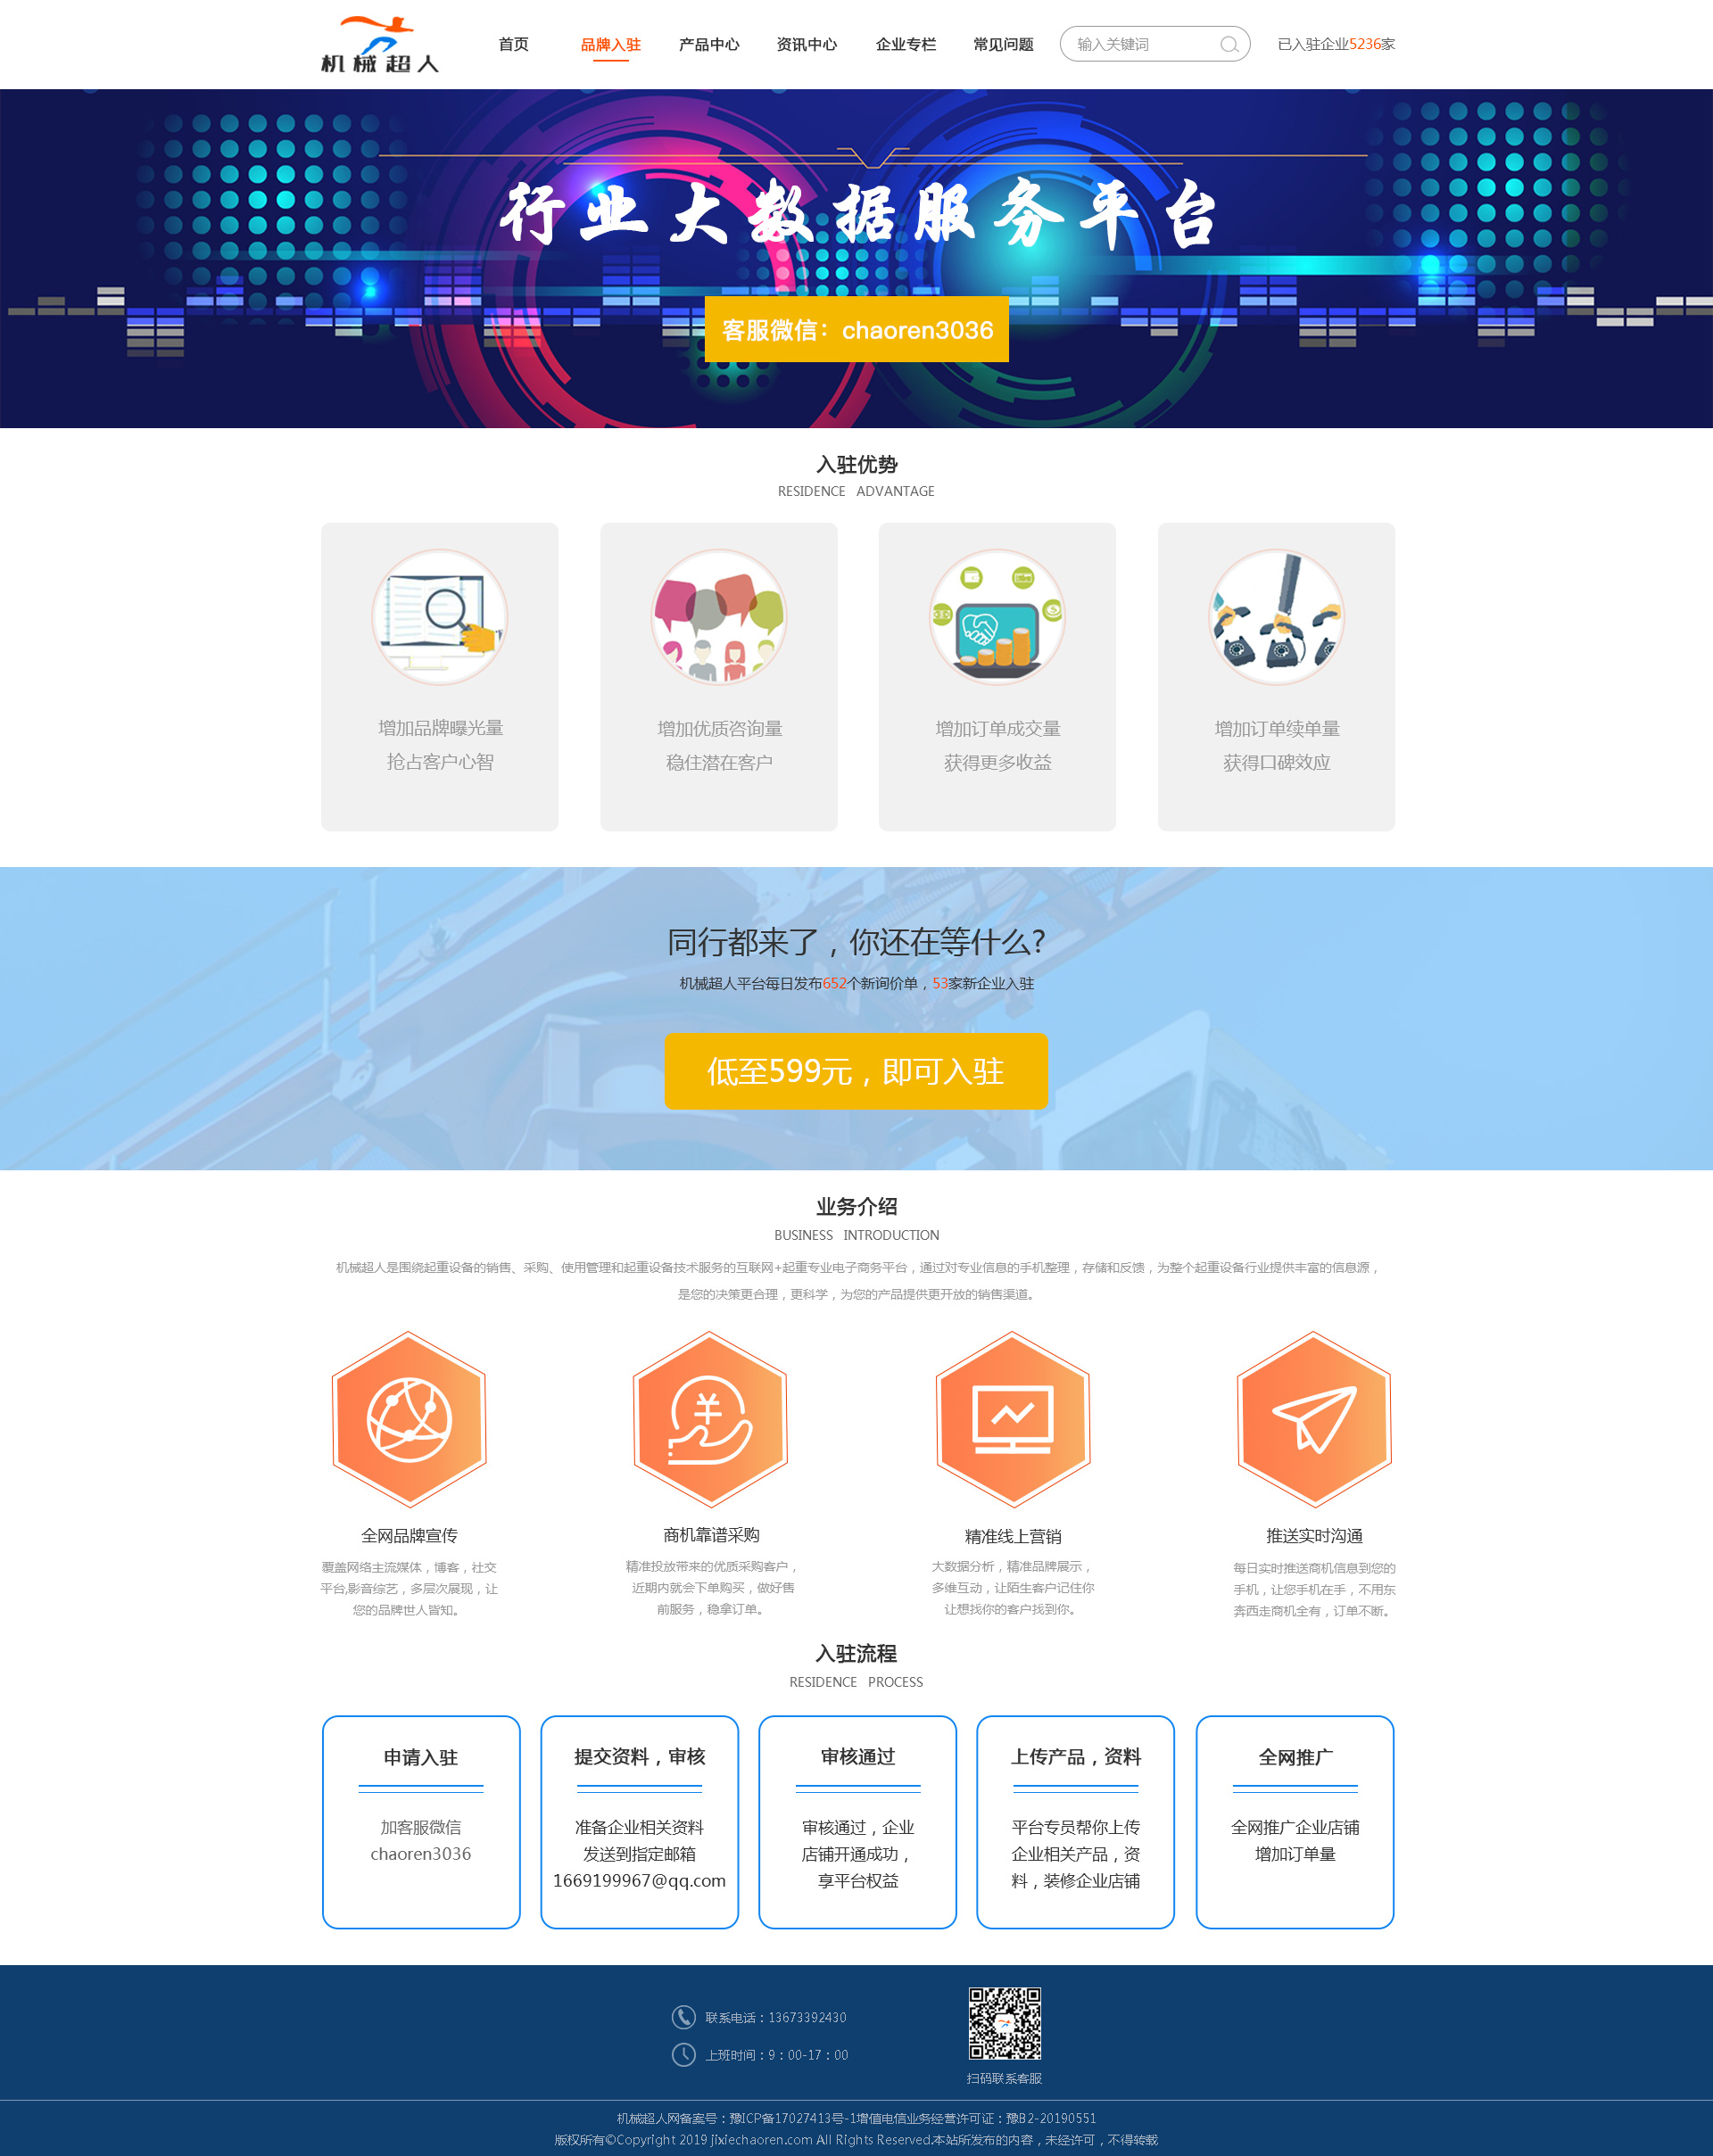 机械超人
首页 品牌入驻 产品中心 资讯中心 企业专栏 常见问题 输入关键词 已入驻企业5236家
行业大数据服务平台
客服微信：chaoren3036
入驻优势
RESIDENCE ADVANTAGE
增加品牌曝光量
抢占客户心智
增加优质咨询量
稳住潜在客户
增加订单成交量
获得更多收益
增加订单续单量
获得口碑效应
同行都来了，你还在等什么?
机械超人平台每日发布652个新询价单，53家新企业入驻
低至599元，即可入驻
业务介绍
BUSINESS INTRODUCTION
机械超人是围绕起重设备的销售、采购、使用管理和起重设备技术服务的互联网+起重专业电子商务平台，通过对专业信息的手机整理，存储和反馈，为整个起重设备行业提供丰富的信息源，
是您的决策更合理，更科学，为您的产品提供更开放的销售渠道。
全网品牌宣传
覆盖网络主流媒体，博客，社交
平台,影音综艺，多层次展现，让
您的品牌世人皆知。
商机靠谱采购
精准投放带来的优质采购客户，
近期内就会下单购买，做好售
前服务，稳拿订单。
精准线上营销
大数据分析，精准品牌展示，
多维互动，让陌生客户记住你
让想找你的客户找到你。
推送实时沟通
每日实时推送商机信息到您的
手机，让您手机在手，不用东
奔西走商机全有，订单不断。
入驻流程
RESIDENCE PROCESS
申请入驻
加客服微信
chaoren3036
提交资料，审核
准备企业相关资料
发送到指定邮箱
1669199967@qq.com
审核通过
审核通过，企业
店铺开通成功，
享平台权益
上传产品，资料
平台专员帮你上传
企业相关产品，资
料，装修企业店铺
全网推广
全网推广企业店铺
增加订单量
联系电话：13673392430
上班时间：9：00-17：00
扫码联系客服
机械超人网备案号：豫ICP备17027413号-1增值电信业务经营许可证：豫B2-20190551
版权所有©Copyright 2019 jixiechaoren.com All Rights Reserved.本站所发布的内容，未经许可，不得转载